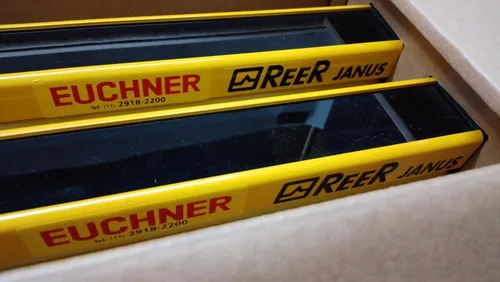 EUCHNER
Tel. (11) 2918-2200
REER JANUS
EUCHNER
Tel. (11) 2918-2200
REER JANUS